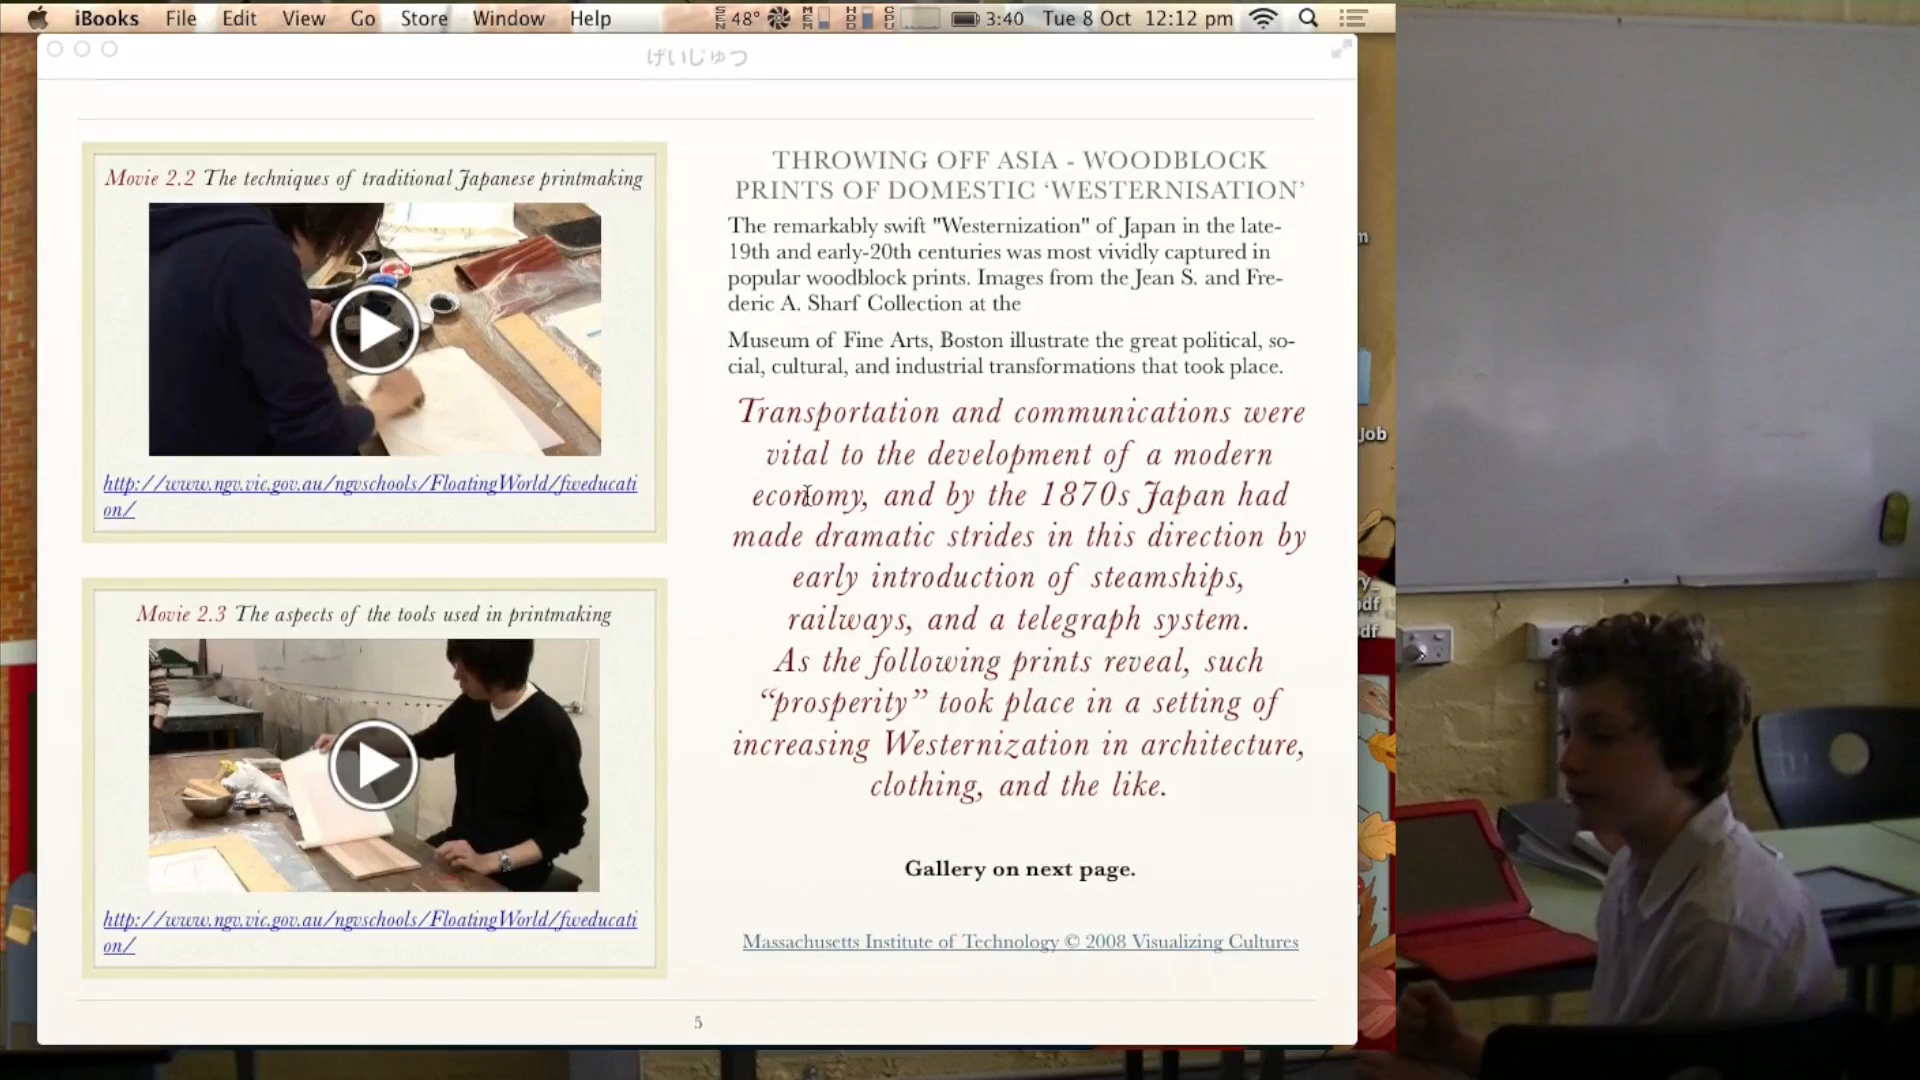 iBooks File Edit View Go Store Window Help SEN 48° MEM HDD CPU 3:40 Tue 8 Oct 12:12 pm
げいじゅつ
Movie 2.2 The techniques of traditional Japanese printmaking
http://www.ngv.vic.gov.au/ngvschools/FloatingWorld/fweducati
on/
Movie 2.3 The aspects of the tools used in printmaking
http://www.ngv.vic.gov.au/ngvschools/FloatingWorld/fweducati
on/
THROWING OFF ASIA - WOODBLOCK
PRINTS OF DOMESTIC ‘WESTERNISATION’
The remarkably swift "Westernization" of Japan in the late-
19th and early-20th centuries was most vividly captured in
popular woodblock prints. Images from the Jean S. and Fre-
deric A. Sharf Collection at the
Museum of Fine Arts, Boston illustrate the great political, so-
cial, cultural, and industrial transformations that took place.
Transportation and communications were
vital to the development of a modern
economy, and by the 1870s Japan had
made dramatic strides in this direction by
early introduction of steamships,
railways, and a telegraph system.
As the following prints reveal, such
“prosperity” took place in a setting of
increasing Westernization in architecture,
clothing, and the like.
Gallery on next page.
Massachusetts Institute of Technology © 2008 Visualizing Cultures
5
Job